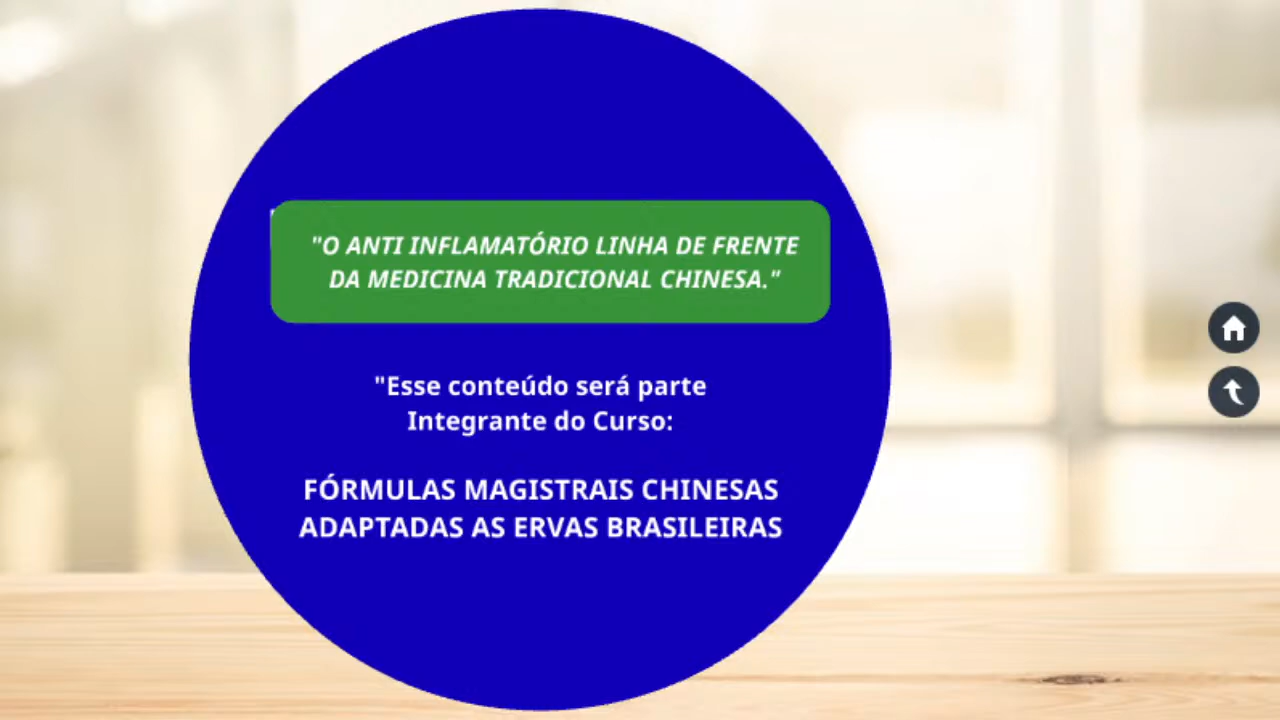 "O ANTI INFLAMATÓRIO LINHA DE FRENTE
DA MEDICINA TRADICIONAL CHINESA."
"Esse conteúdo será parte
Integrante do Curso:
FÓRMULAS MAGISTRAIS CHINESAS
ADAPTADAS AS ERVAS BRASILEIRAS